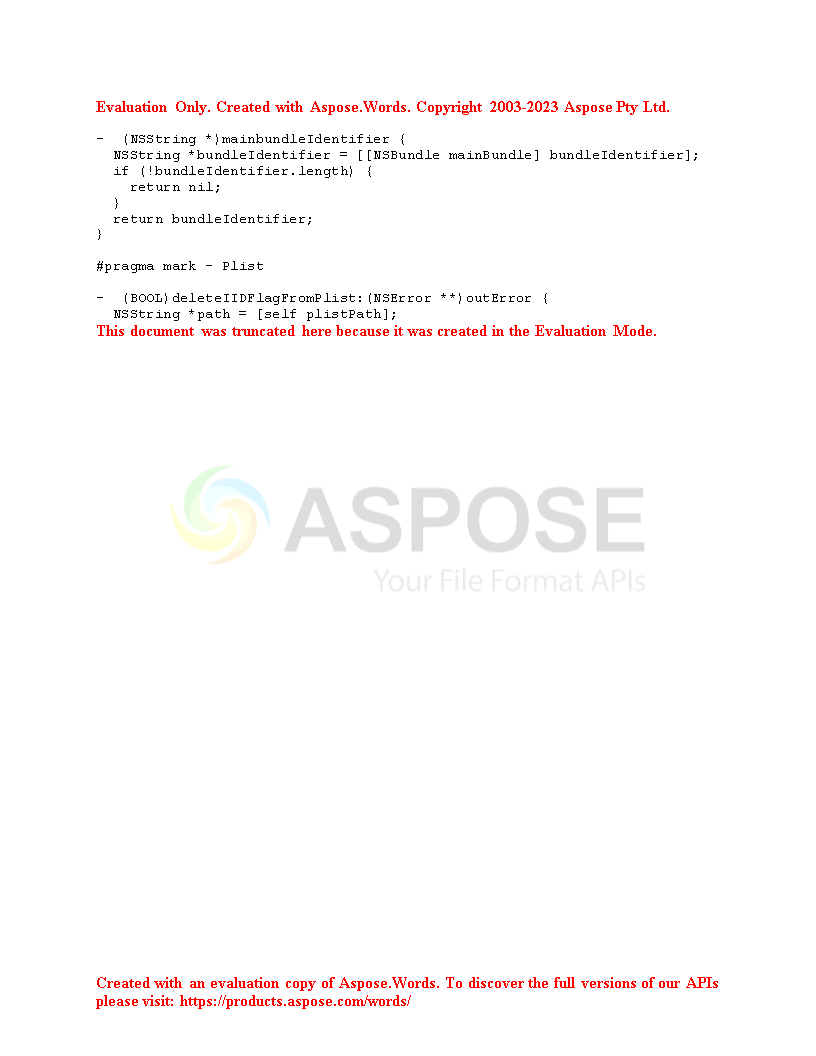 Evaluation Only. Created with Aspose.Words. Copyright 2003-2023 Aspose Pty Ltd.
- (NSString *)mainbundleIdentifier {
NSString *bundleIdentifier = [[NSBundle mainBundle] bundleIdentifier];
if (!bundleIdentifier.length) {
return nil;
}
return bundleIdentifier;
}
#pragma mark - Plist
- (BOOL)deleteIIDFlagFromPlist:(NSError **)outError {
NSString *path = [self plistPath];
This document was truncated here because it was created in the Evaluation Mode.
ASPOSE
Your File Format APIs
Created with an evaluation copy of Aspose.Words. To discover the full versions of our APIs
please visit: https://products.aspose.com/words/